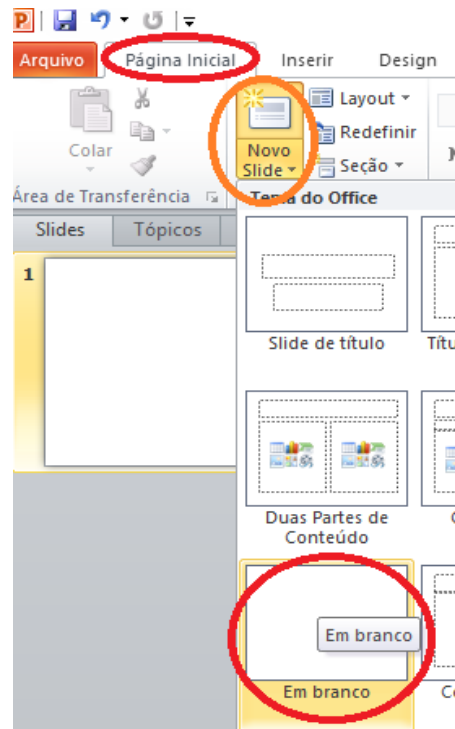 P
Arquivo Página Inicial Inserir Design
Colar
Novo
Slide
Layout
Redefinir
Seção
Área de Transferência
Tema do Office
Slides Tópicos
1
Slide de título
Duas Partes de
Conteúdo
Em branco
Em branco